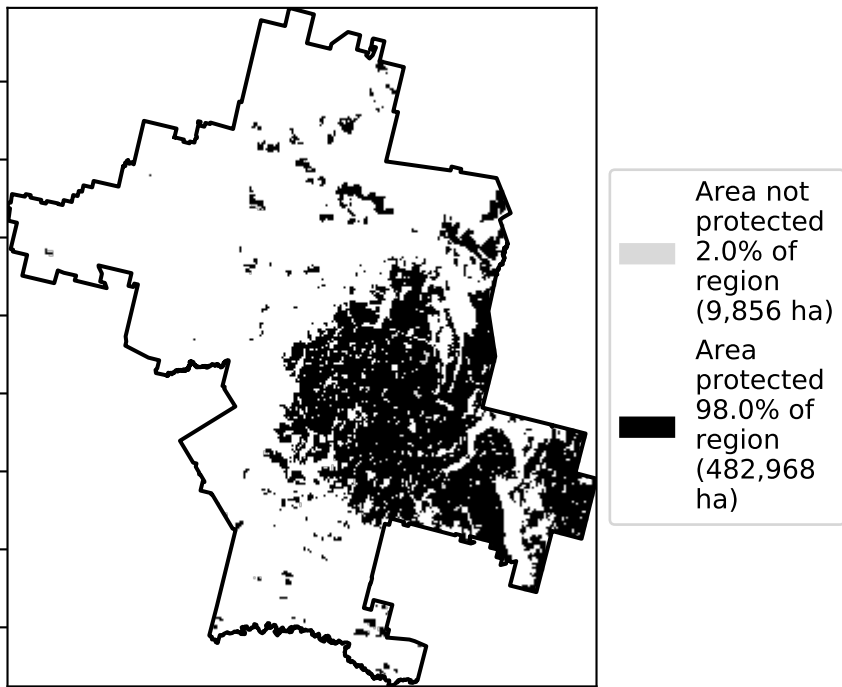 Area not
protected
2.0% of
region
(9,856 ha)
Area
protected
98.0% of
region
(482,968
ha)